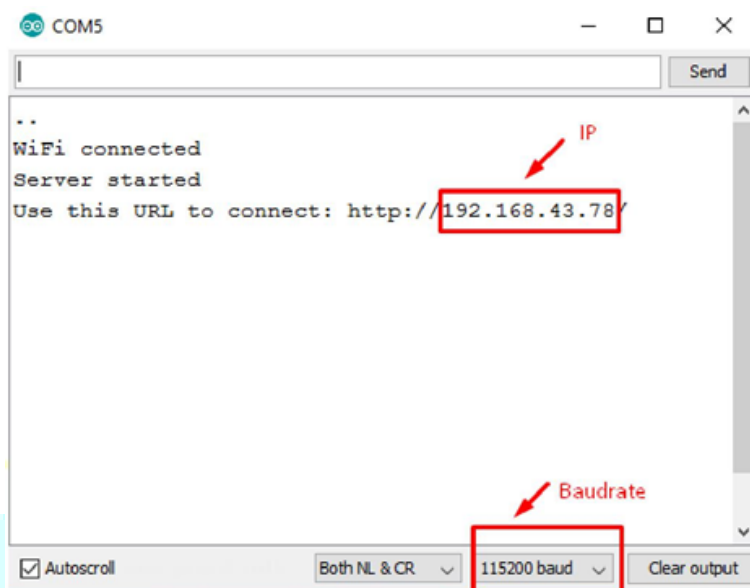 COM5
Send
..
WiFi connected
IP
Server started
Use this URL to connect: http://192.168.43.78/
Baudrate
Autoscroll
Both NL & CR
115200 baud
Clear output